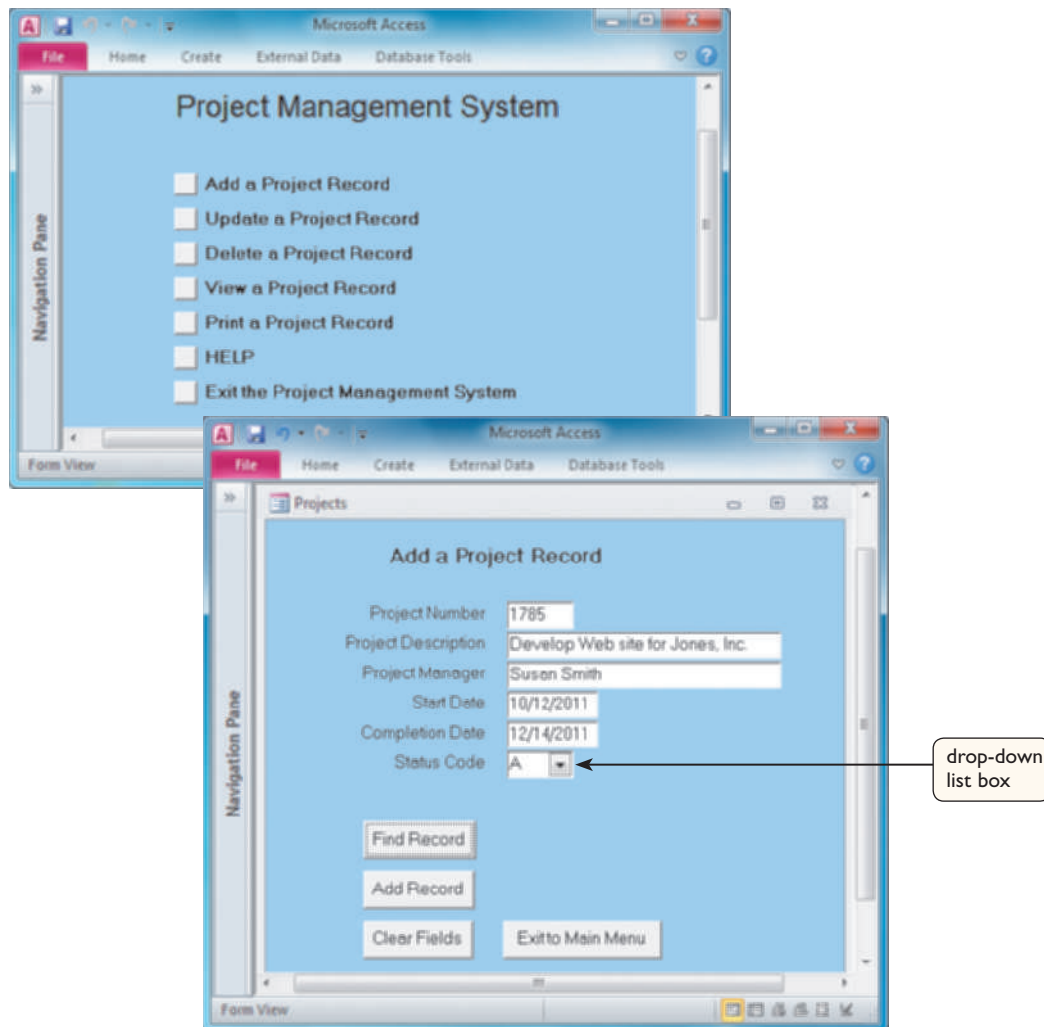 Microsoft Access
File Home Create External Data Database Tools
Navigation Pane
Project Management System
Add a Project Record
Update a Project Record
Delete a Project Record
View a Project Record
Print a Project Record
HELP
Exit the Project Management System
Form View
Microsoft Access
File Home Create External Data Database Tools
Navigation Pane
Projects
Add a Project Record
Project Number 1785
Project Description Develop Web site for Jones, Inc.
Project Manager Susan Smith
Start Date 10/12/2011
Completion Date 12/14/2011
Status Code A
drop-down
list box
Find Record
Add Record
Clear Fields Exit to Main Menu
Form View